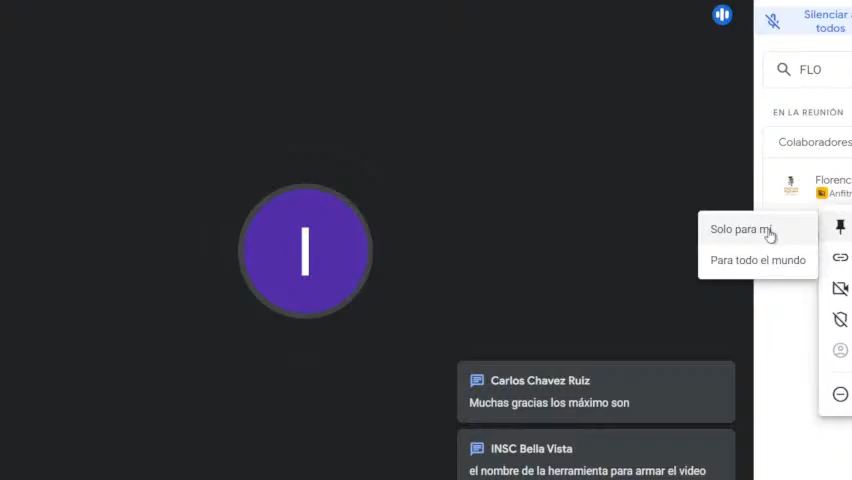 Silenciar a
todos
FLO
EN LA REUNIÓN
Colaboradores
Florenc
Anfitr
Solo para mí
Para todo el mundo
I
Carlos Chavez Ruiz
Muchas gracias los máximo son
INSC Bella Vista
el nombre de la herramienta para armar el video